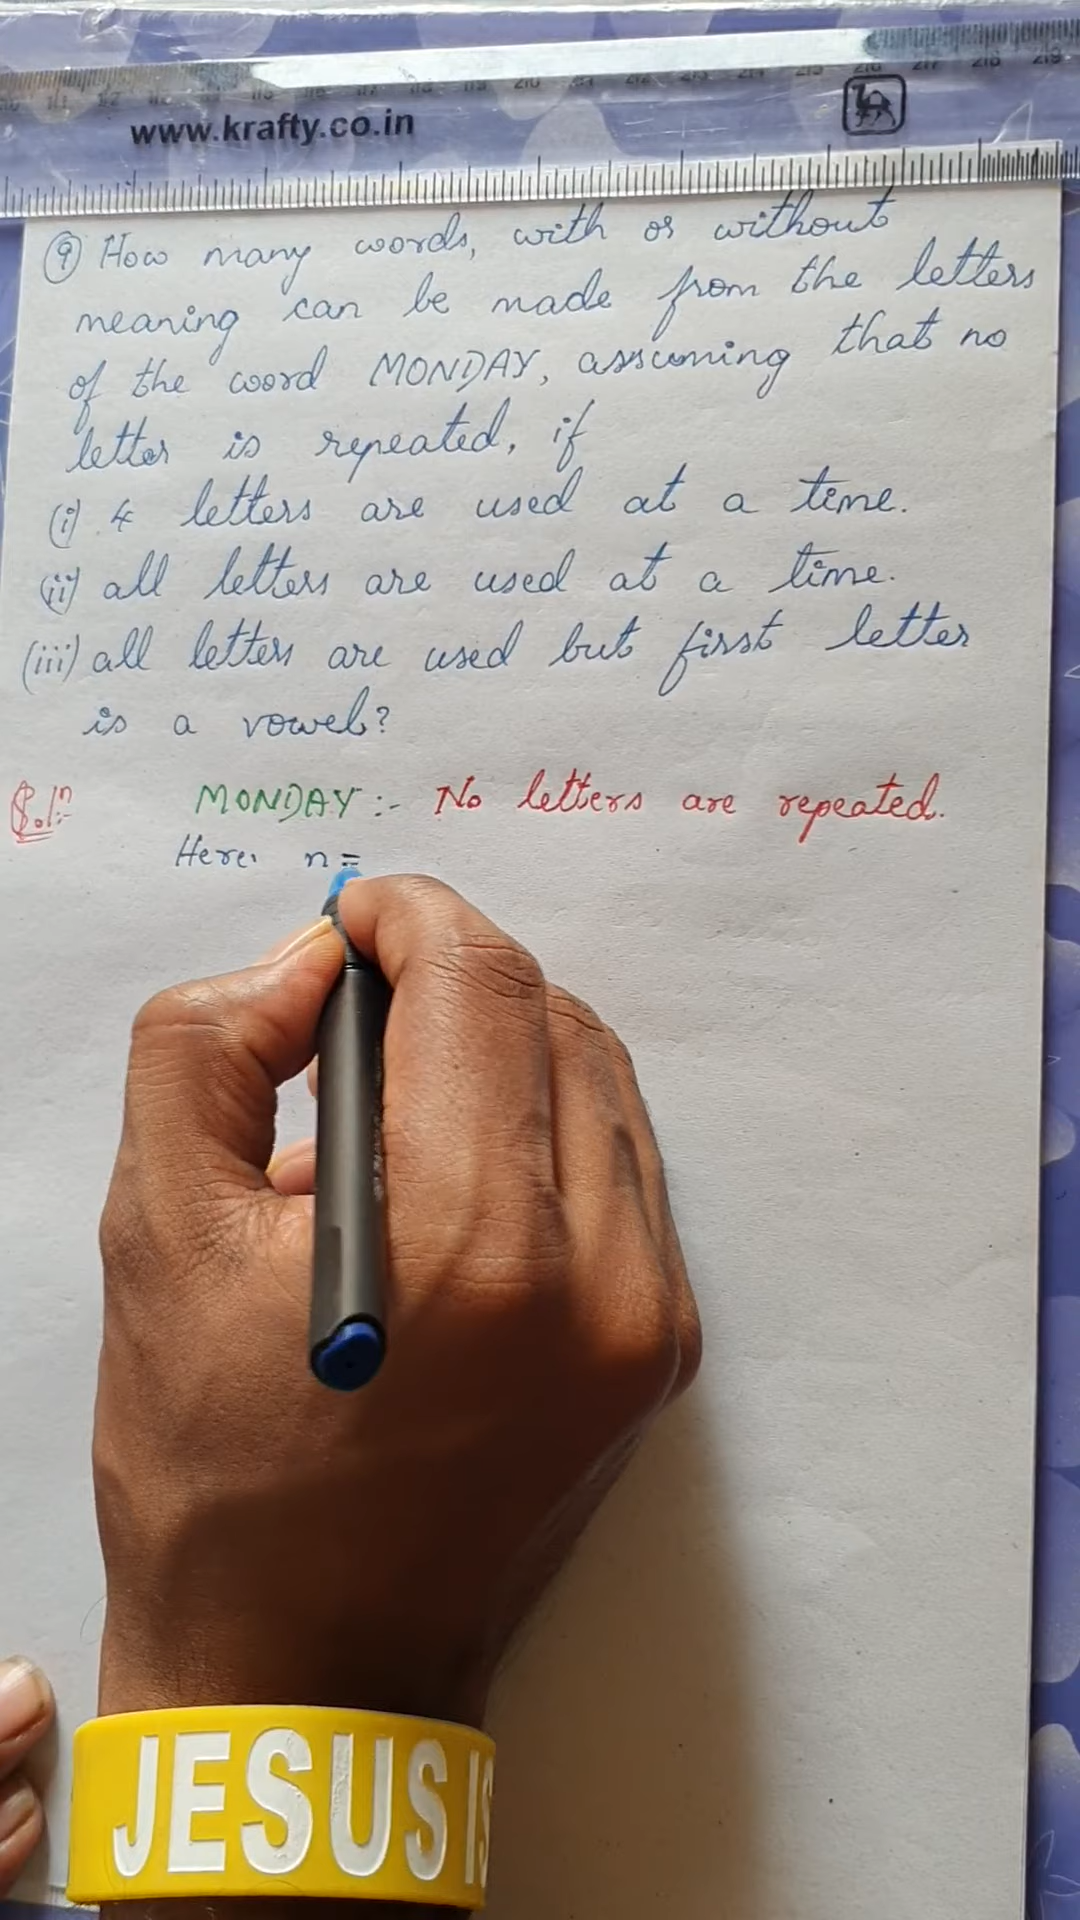 www.krafty.co.in
9 How many words, with or without
meaning can be made from the letters
of the word MONDAY, assuming that no
letter is repeated, if
(i) 4 letters are used at a time.
(ii) all letters are used at a time.
(iii) all letters are used but first letter
is a vowel?
Solⁿ:- MONDAY :- No letters are repeated.
Here, n =
JESUS IS